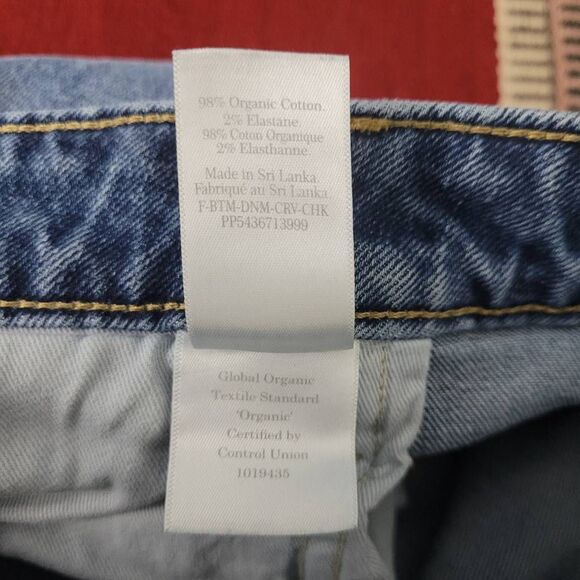 98% Organic Cotton.
2% Elastane.
98% Coton Organique
2% Elasthanne.
Made in Sri Lanka.
Fabriqué au Sri Lanka.
F-BTM-DNM-CRV-CHK
PP5436713999
Global Organic
Textile Standard
'Organic'
Certified by
Control Union
1019435